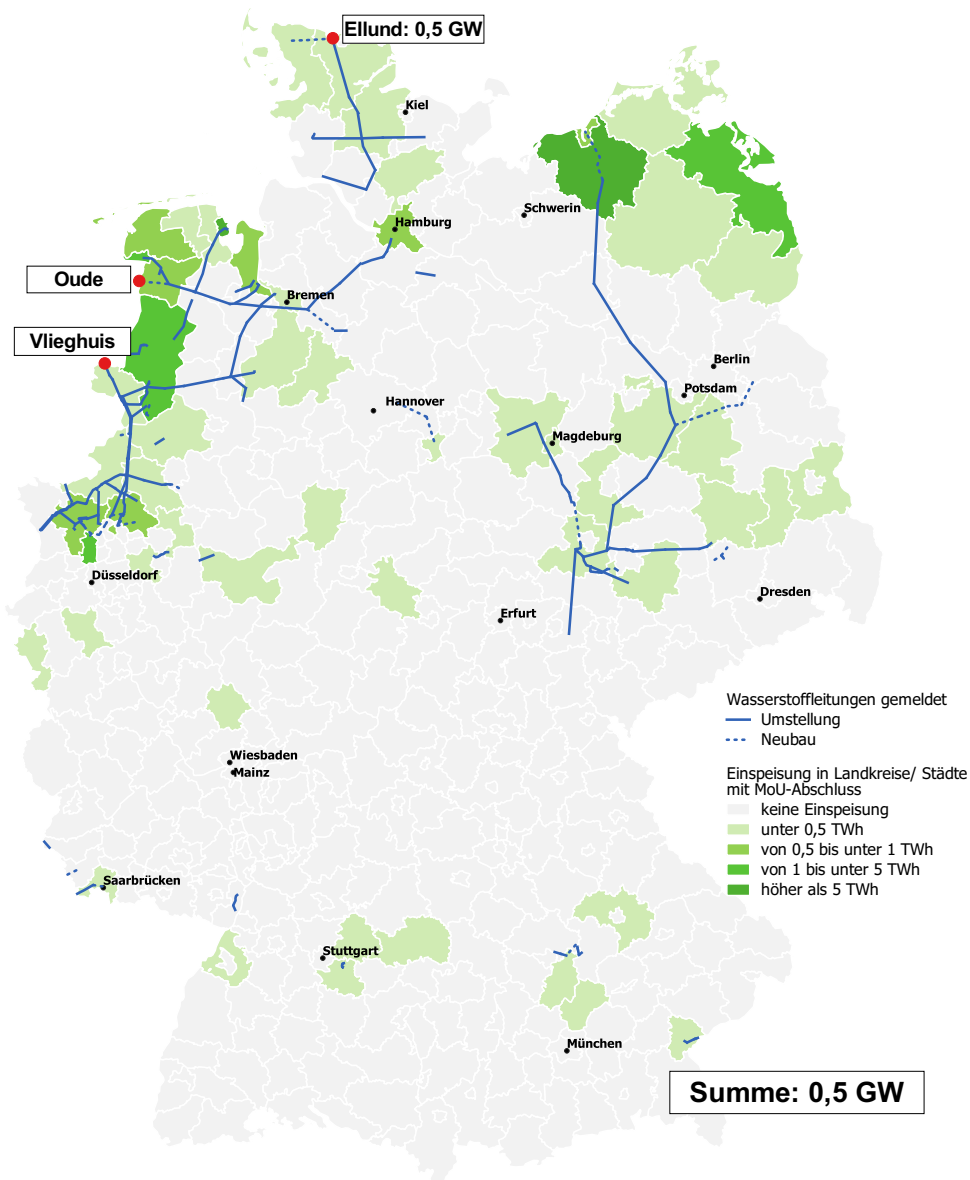 Ellund: 0,5 GW
Kiel
Schwerin
Hamburg
Oude
Bremen
Vlieghuis
Berlin
Potsdam
Hannover
Magdeburg
Düsseldorf
Dresden
Erfurt
Wasserstoffleitungen gemeldet
Umstellung
Neubau
Wiesbaden
Mainz
Einspeisung in Landkreise/ Städte
mit MoU-Abschluss
keine Einspeisung
unter 0,5 TWh
von 0,5 bis unter 1 TWh
von 1 bis unter 5 TWh
höher als 5 TWh
Saarbrücken
Stuttgart
München
Summe: 0,5 GW